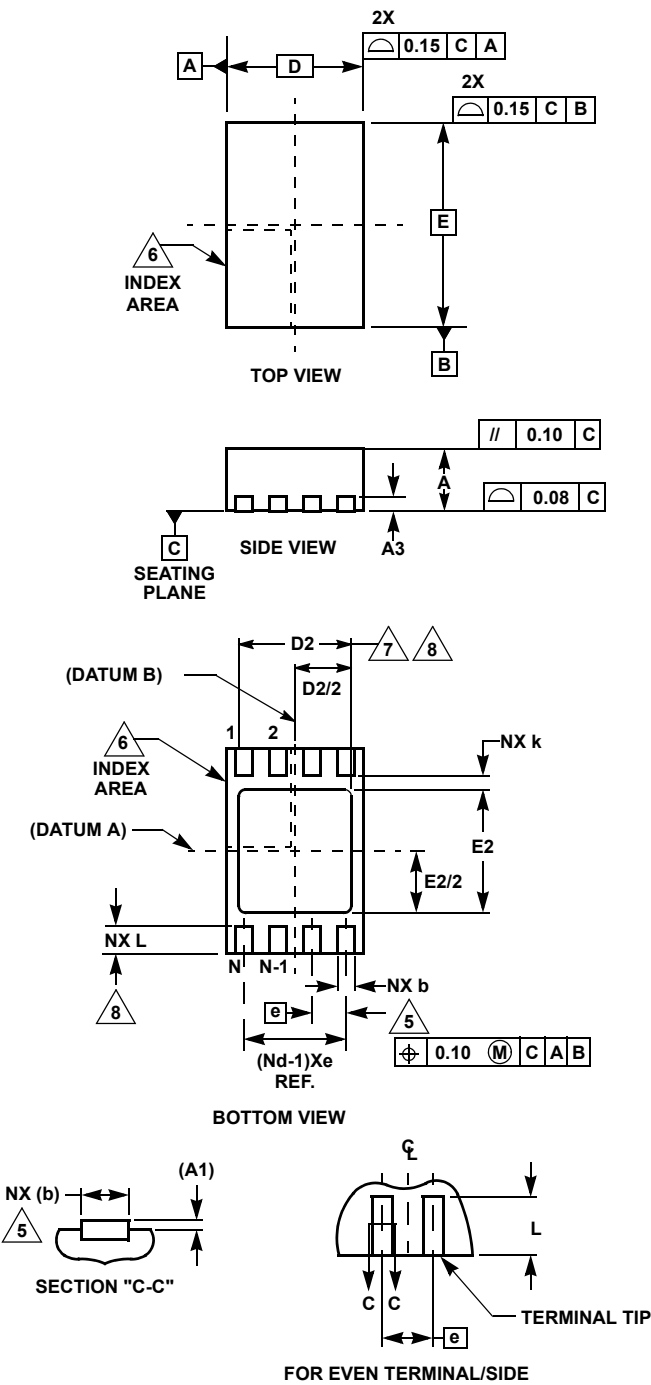 2X
0.15 C A
A
D
2X
0.15 C B
E
6
INDEX
AREA
B
TOP VIEW
// 0.10 C
A
0.08 C
C
SIDE VIEW
A3
SEATING
PLANE
D2
7 8
(DATUM B)
D2/2
1 2
6
INDEX
AREA
NX k
(DATUM A)
E2
E2/2
NX L
N N-1
NX b
8
e
5
0.10 M C A B
(Nd-1)Xe
REF.
BOTTOM VIEW
(A1)
NX (b)
5
SECTION "C-C"
CL
L
C C
TERMINAL TIP
e
FOR EVEN TERMINAL/SIDE